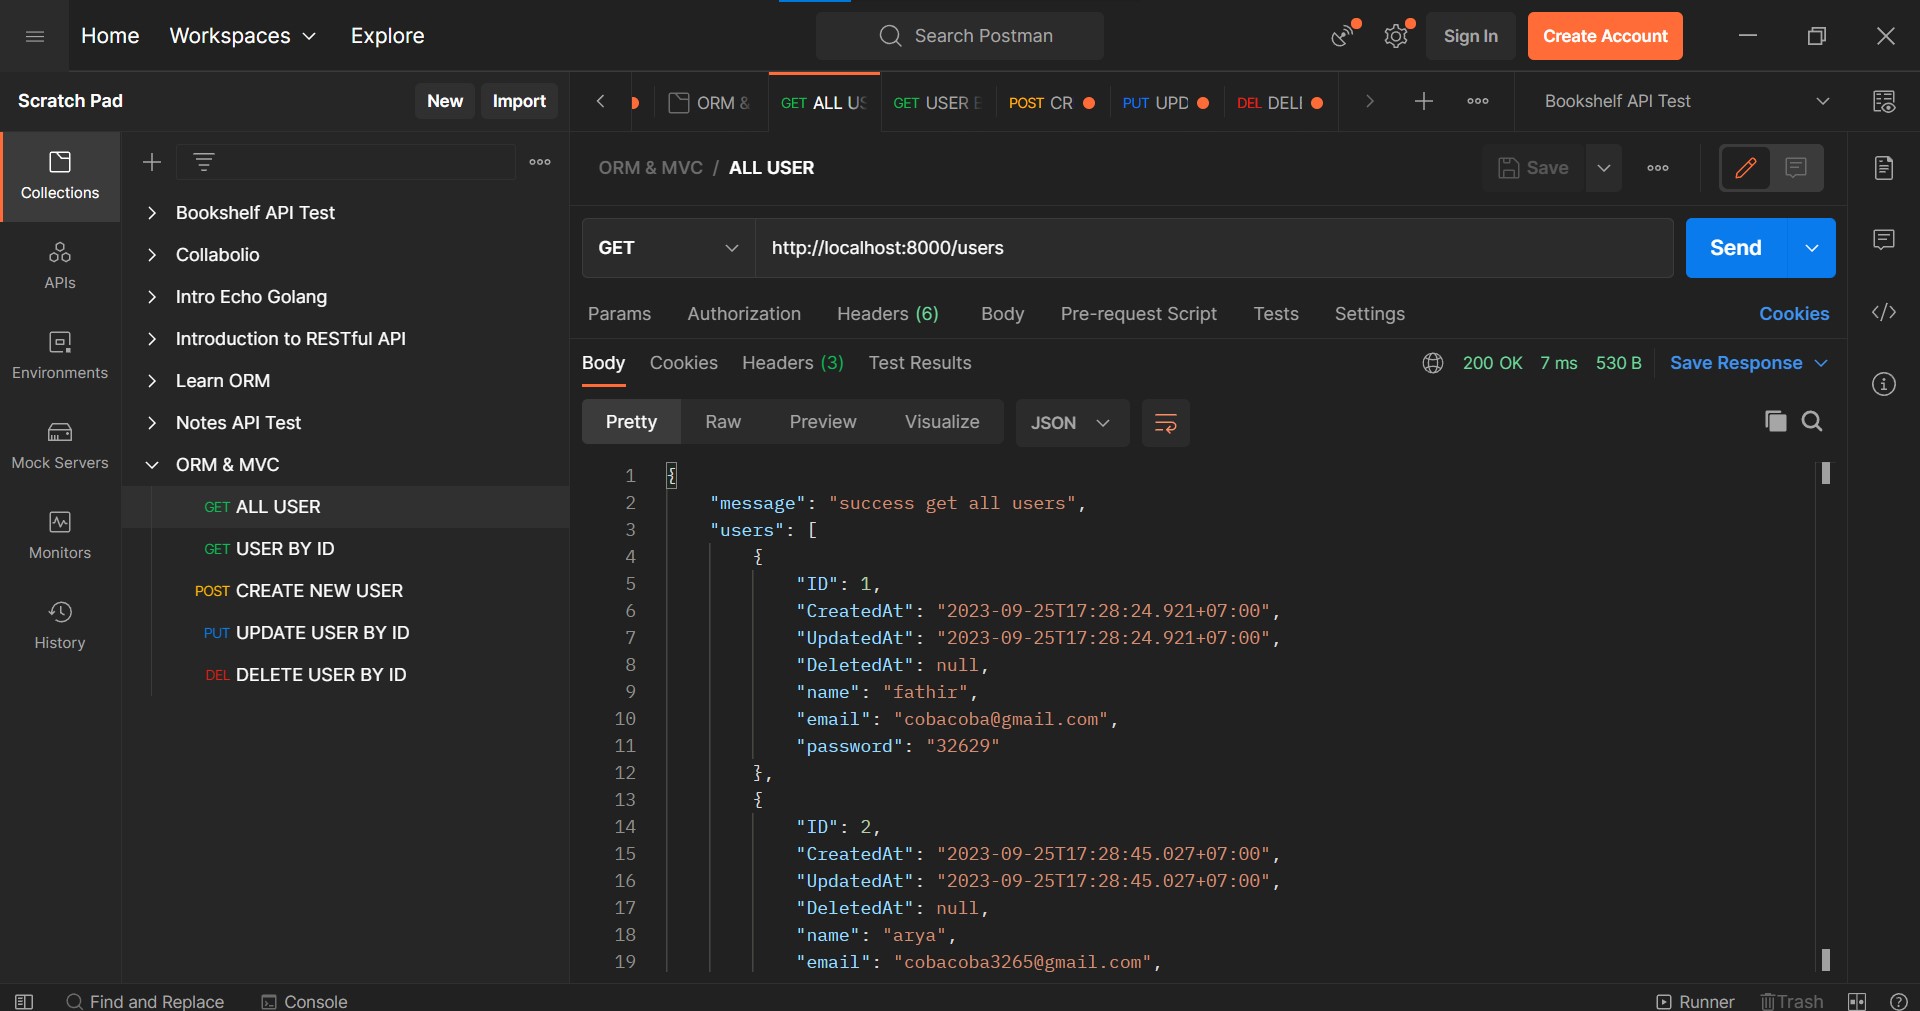 Home Workspaces Explore Search Postman Sign In Create Account
Scratch Pad New Import
ORM & GET ALL US GET USER E POST CR PUT UPD DEL DELI Bookshelf API Test
Collections
APIs
Environments
Mock Servers
Monitors
History
Bookshelf API Test
Collabolio
Intro Echo Golang
Introduction to RESTful API
Learn ORM
Notes API Test
ORM & MVC
GET ALL USER
GET USER BY ID
POST CREATE NEW USER
PUT UPDATE USER BY ID
DEL DELETE USER BY ID
ORM & MVC / ALL USER Save
GET http://localhost:8000/users Send
Params Authorization Headers (6) Body Pre-request Script Tests Settings Cookies
Body Cookies Headers (3) Test Results 200 OK 7 ms 530 B Save Response
Pretty Raw Preview Visualize JSON
1 {
2 "message": "success get all users",
3 "users": [
4 {
5 "ID": 1,
6 "CreatedAt": "2023-09-25T17:28:24.921+07:00",
7 "UpdatedAt": "2023-09-25T17:28:24.921+07:00",
8 "DeletedAt": null,
9 "name": "fathir",
10 "email": "cobacoba@gmail.com",
11 "password": "32629"
12 },
13 {
14 "ID": 2,
15 "CreatedAt": "2023-09-25T17:28:45.027+07:00",
16 "UpdatedAt": "2023-09-25T17:28:45.027+07:00",
17 "DeletedAt": null,
18 "name": "arya",
19 "email": "cobacoba3265@gmail.com",
Find and Replace Console Runner Trash